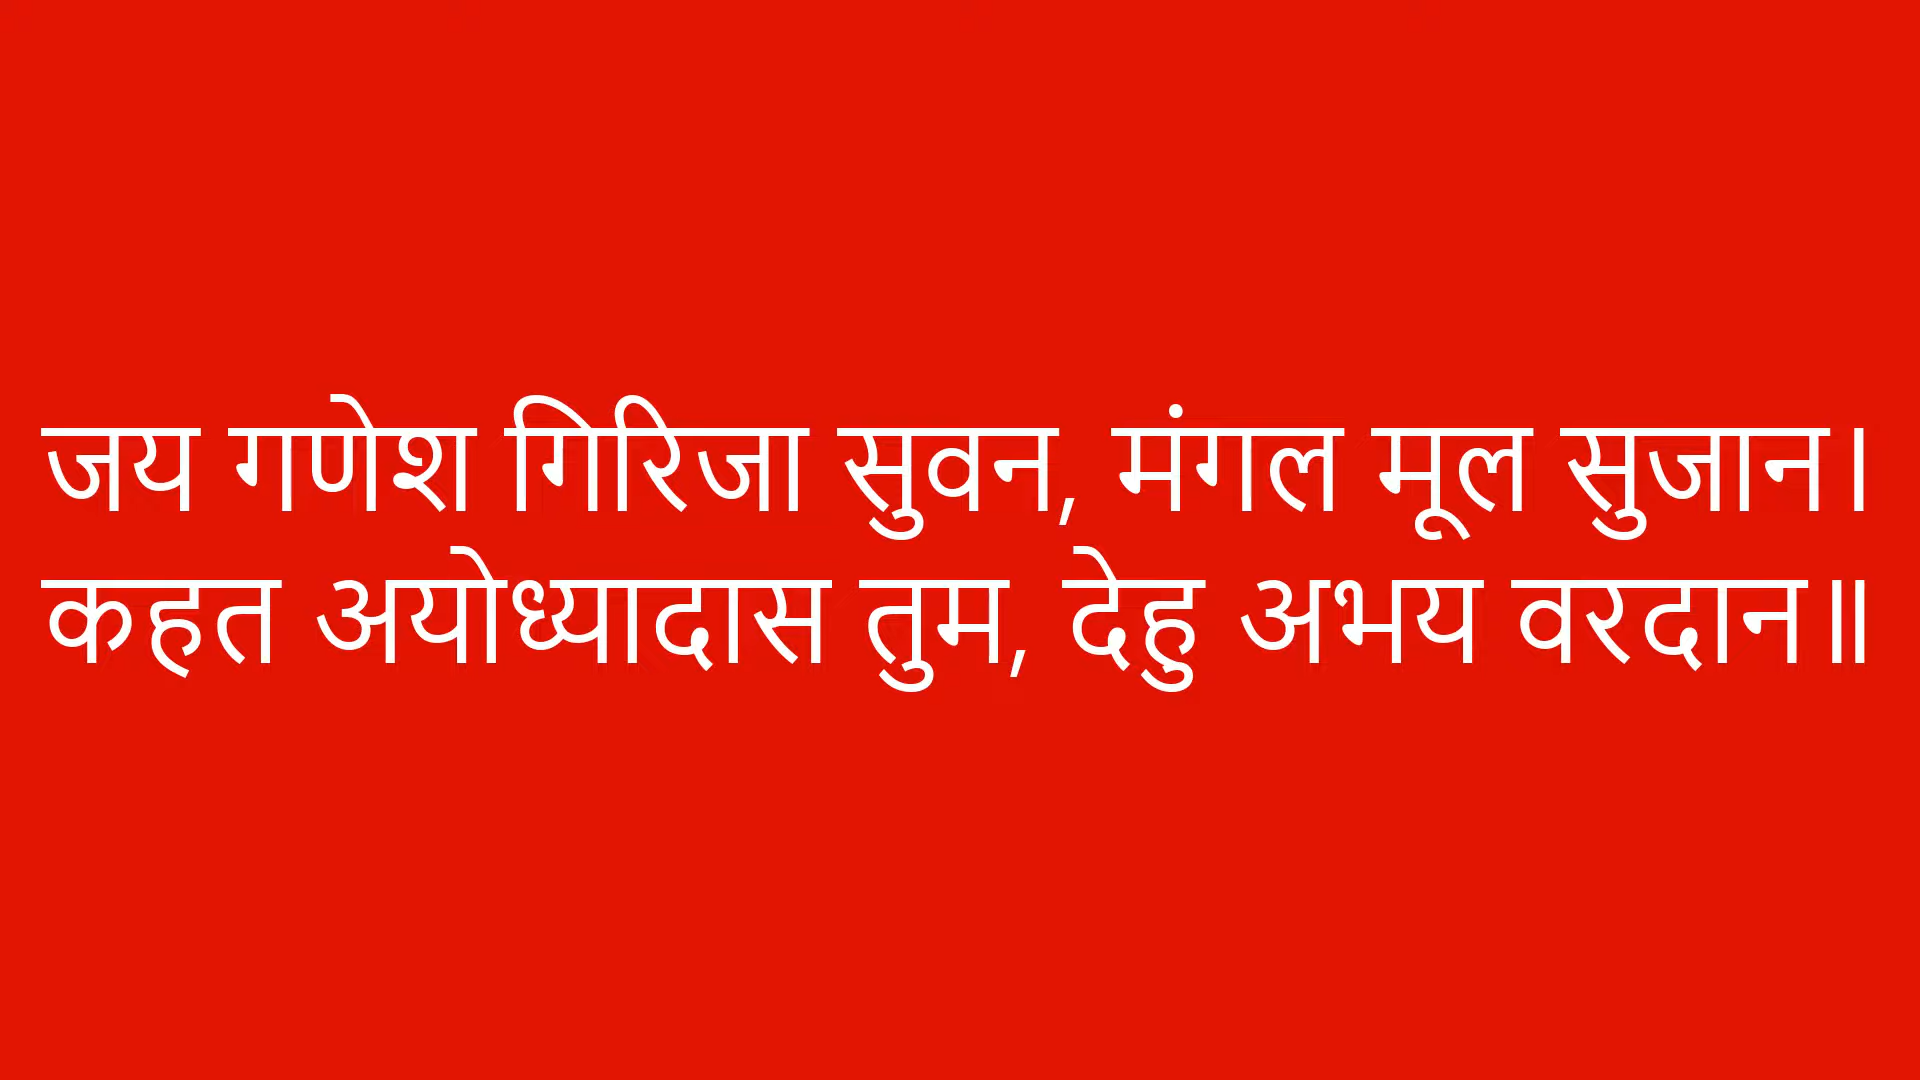 जय गणेश गिरिजा सुवन, मंगल मूल सुजान।
कहत अयोध्यादास तुम, देहु अभय वरदान॥